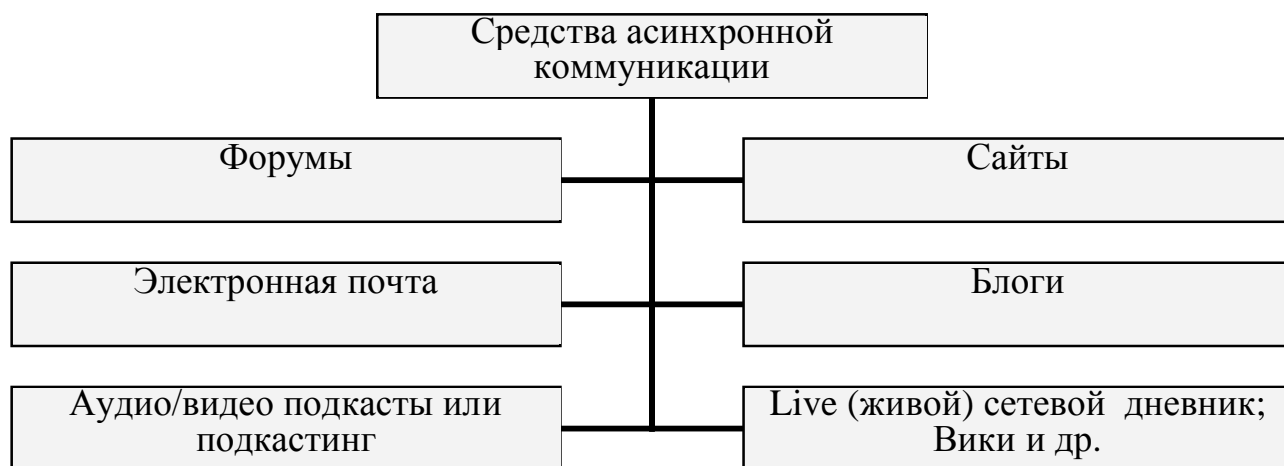 Средства асинхронной
коммуникации
Форумы
Сайты
Электронная почта
Блоги
Аудио/видео подкасты или
подкастинг
Live (живой) сетевой дневник;
Вики и др.